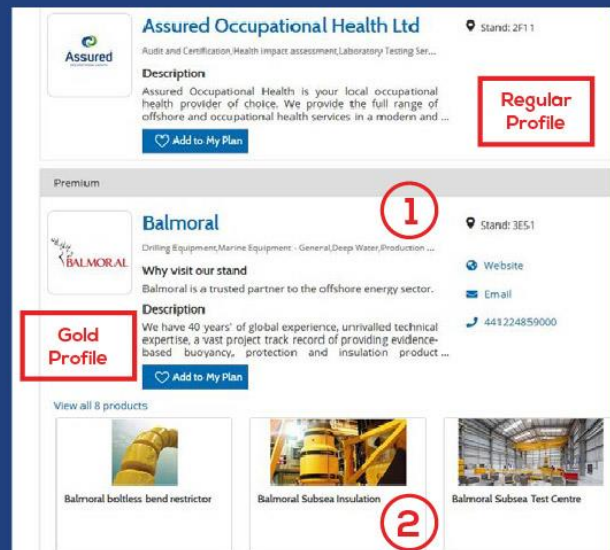 Assured Occupational Health Ltd
Stand: 2F11
Assured
Audit and Certification,Health impact assessment,Laboratory Testing Ser...
Description
Assured Occupational Health is your local occupational
health provider of choice. We provide the full range of
offshore and occupational health services in a modern and ...
Add to My Plan
Regular
Profile
Premium
1
Balmoral
Stand: 3E51
BALMORAL
Drilling Equipment,Marine Equipment - General,Deep Water,Production ...
Why visit our stand
Website
Balmoral is a trusted partner to the offshore energy sector.
Email
Description
We have 40 years' of global experience, unrivalled technical
441224859000
expertise, a vast project track record of providing evidence-
based buoyancy, protection and insulation product ...
Gold
Profile
Add to My Plan
View all 8 products
Balmoral boltless bend restrictor
Balmoral Subsea Insulation
Balmoral Subsea Test Centre
2